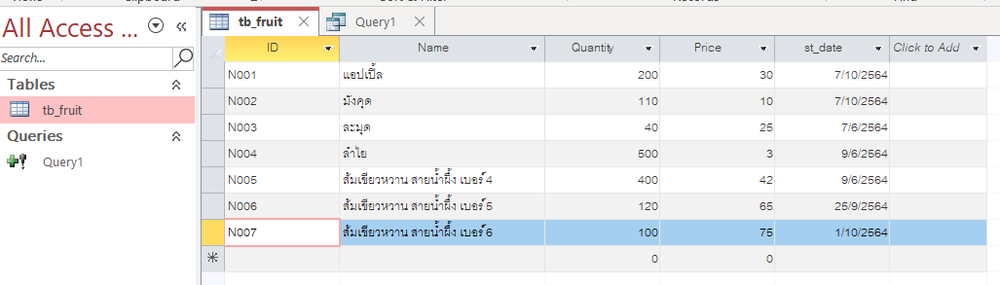 All Access ...
Search...
Tables
tb_fruit
Queries
Query1
tb_fruit Query1
ID Name Quantity Price st_date Click to Add
N001 แอปเปิ้ล 200 30 7/10/2564
N002 มังคุด 110 10 7/10/2564
N003 ละมุด 40 25 7/6/2564
N004 ลำไย 500 3 9/6/2564
N005 ส้มเขียวหวาน สายน้ำผึ้ง เบอร์ 4 400 42 9/6/2564
N006 ส้มเขียวหวาน สายน้ำผึ้ง เบอร์ 5 120 65 25/9/2564
N007 ส้มเขียวหวาน สายน้ำผึ้ง เบอร์ 6 100 75 1/10/2564
0 0